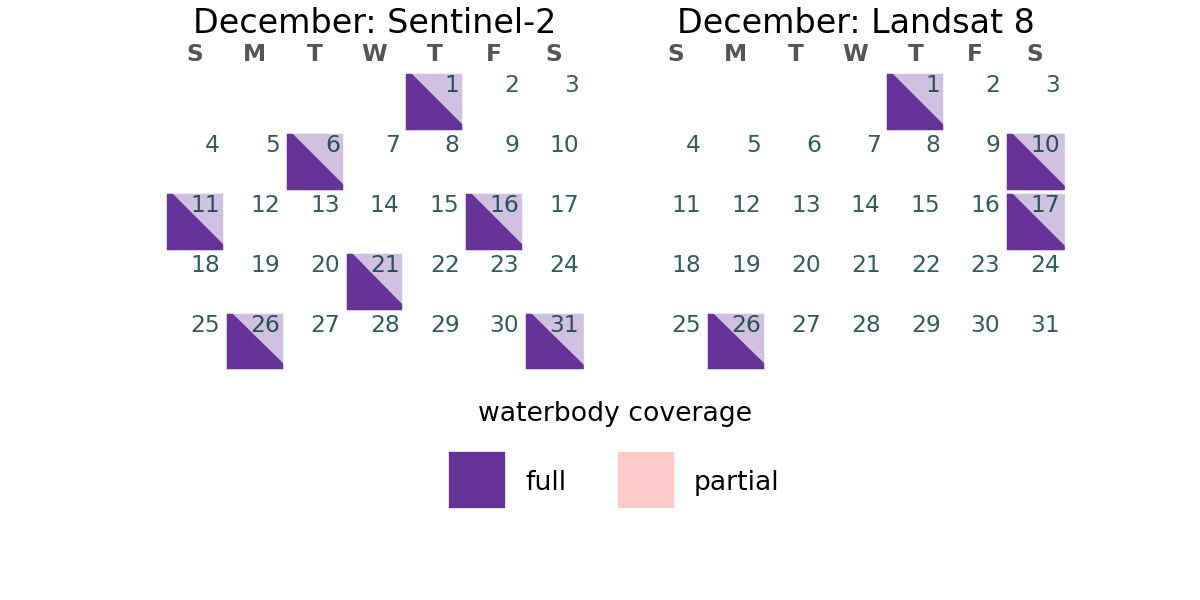 December: Sentinel-2
S M T W T F S
1 2 3
4 5 6 7 8 9 10
11 12 13 14 15 16 17
18 19 20 21 22 23 24
25 26 27 28 29 30 31
December: Landsat 8
S M T W T F S
1 2 3
4 5 6 7 8 9 10
11 12 13 14 15 16 17
18 19 20 21 22 23 24
25 26 27 28 29 30 31
waterbody coverage
full partial